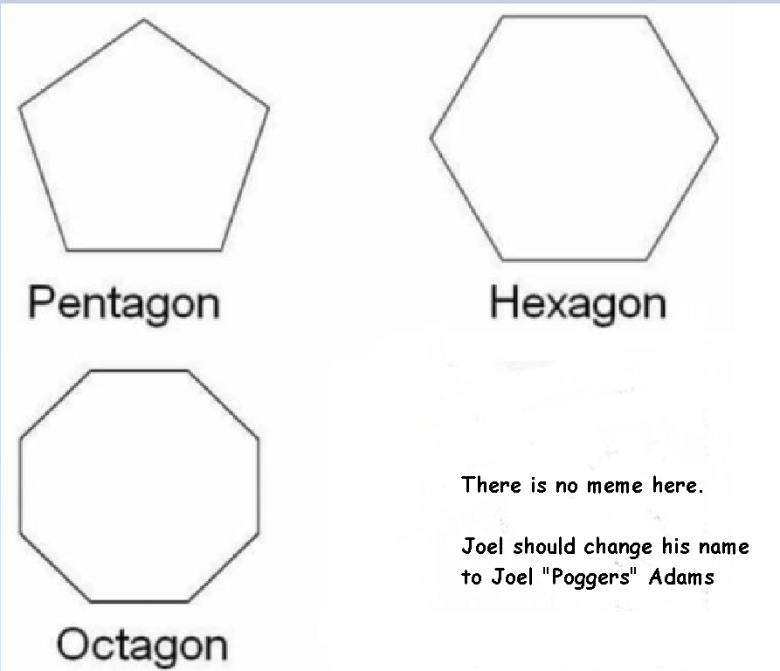 Pentagon
Hexagon
Octagon
There is no meme here.
Joel should change his name
to Joel "Poggers" Adams